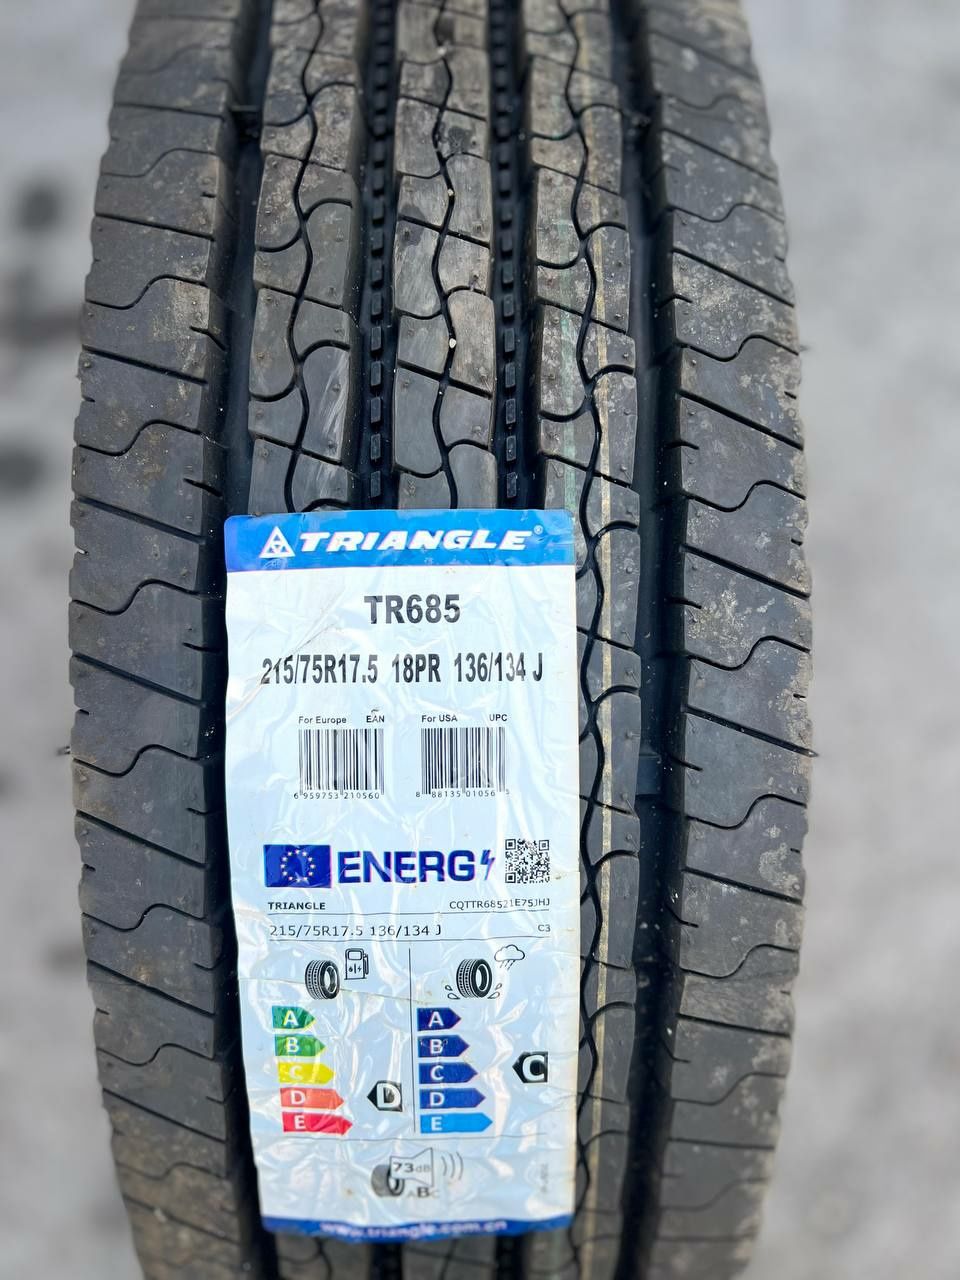 TRIANGLE®
TR685
215/75R17.5 18PR 136/134 J
For Europe EAN For USA UPC
6 959753 210560 8 88135 01056 5
ENERG
TRIANGLE CQTTR68521E75JHJ
215/75R17.5 136/134 J C3
A A
B B
C C C
D D D
E E
73dB
ABC
www.triangle.com.cn